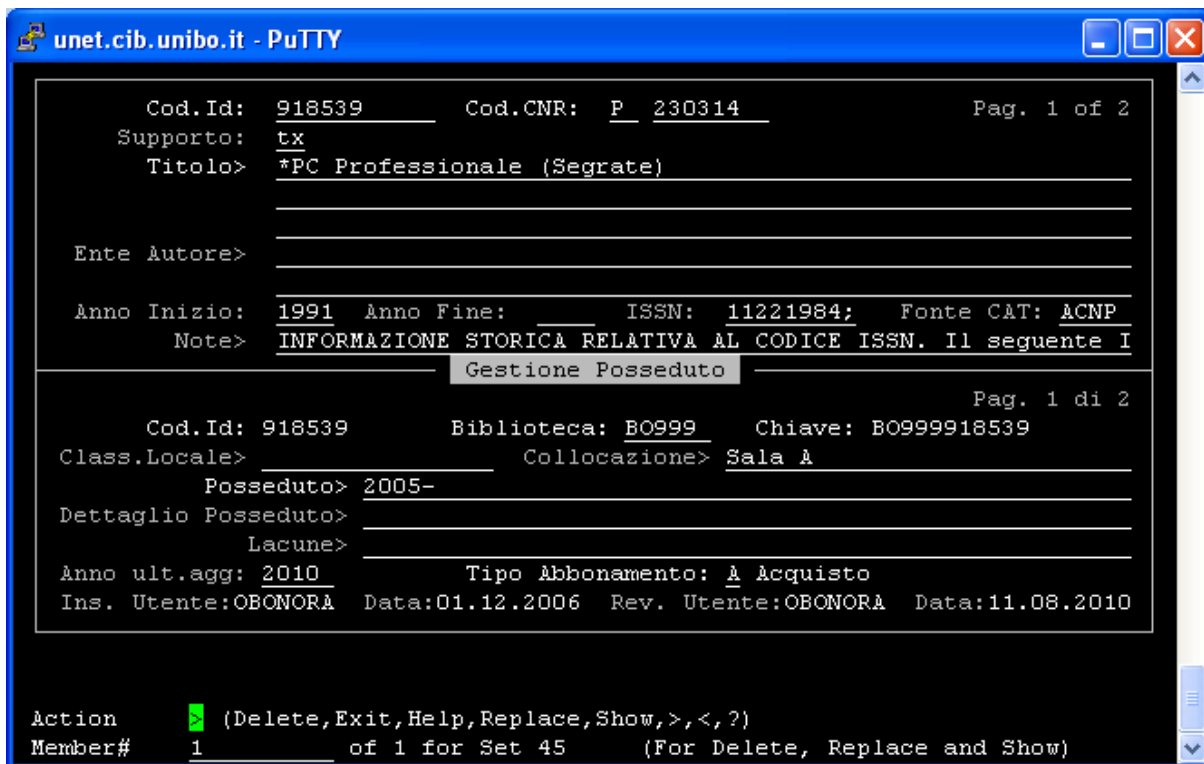 unet.cib.unibo.it - PuTTY
Cod.Id: 918539 Cod.CNR: P 230314 Pag. 1 of 2
Supporto: tx
Titolo> *PC Professionale (Segrate)
Ente Autore>
Anno Inizio: 1991 Anno Fine: ISSN: 11221984; Fonte CAT: ACNP
Note> INFORMAZIONE STORICA RELATIVA AL CODICE ISSN. Il seguente I
Gestione Posseduto
Pag. 1 di 2
Cod.Id: 918539 Biblioteca: BO999 Chiave: BO999918539
Class.Locale> Collocazione> Sala A
Posseduto> 2005-
Dettaglio Posseduto>
Lacune>
Anno ult.agg: 2010 Tipo Abbonamento: A Acquisto
Ins. Utente:OBONORA Data:01.12.2006 Rev. Utente:OBONORA Data:11.08.2010
Action > (Delete,Exit,Help,Replace,Show,>,<,?)
Member# 1 of 1 for Set 45 (For Delete, Replace and Show)